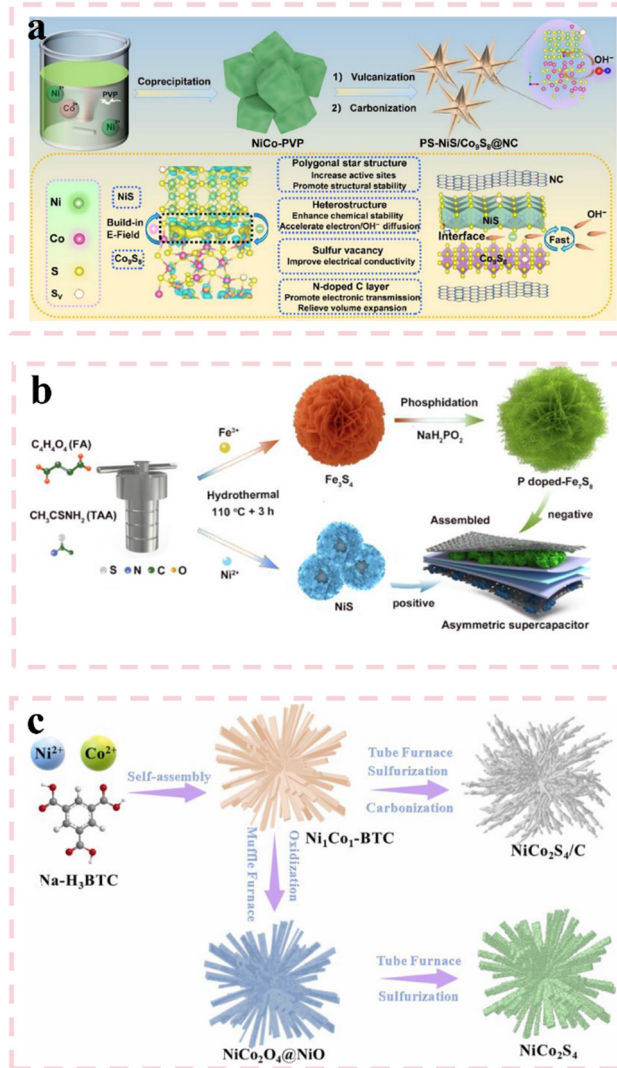 a
Ni²⁺
Co²⁺
PVP
Ni²⁺
Coprecipitation
NiCo-PVP
1) Vulcanization
2) Carbonization
OH⁻
PS-NiS/Co₉S₈@NC
Ni
Co
S
Sᵥ
NiS
Build-in
E-Field
Co₉S₈
Polygonal star structure
Increase active sites
Promote structural stability
Heterostructure
Enhance chemical stability
Accelerate electron/OH⁻ diffusion
Sulfur vacancy
Improve electrical conductivity
N-doped C layer
Promote electronic transmission
Relieve volume expansion
NC
NiS
OH⁻
Interface
Fast
Co₉S₈
b
C₄H₄O₄ (FA)
CH₃CSNH₂ (TAA)
S N C O
Fe³⁺
Hydrothermal
110 °C + 3 h
Ni²⁺
Fe₃S₄
NiS
Phosphidation
NaH₂PO₂
P doped-Fe₇S₈
negative
Assembled
positive
Asymmetric supercapacitor
c
Ni²⁺ Co²⁺
Na-H₃BTC
Self-assembly
Ni₁Co₁-BTC
Tube Furnace
Sulfurization
Carbonization
NiCo₂S₄/C
Muffle Furnace
Oxidization
NiCo₂O₄@NiO
Tube Furnace
Sulfurization
NiCo₂S₄